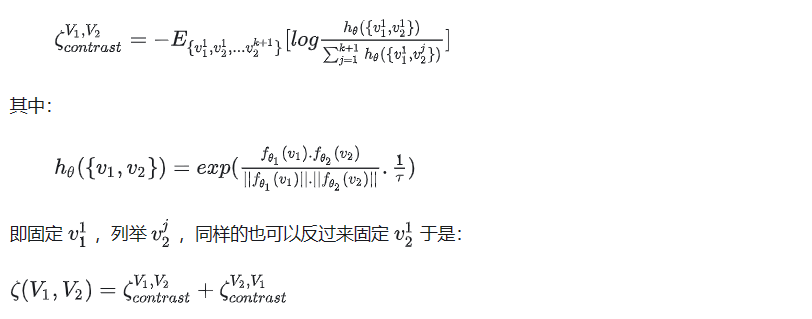 $\zeta_{contrast}^{V_1,V_2} = -E_{\{v_1^1,v_2^1,\ldots v_2^{k+1}\}}[log\frac{h_\theta(\{v_1^1,v_2^1\})}{\sum_{j=1}^{k+1} h_\theta(\{v_1^1,v_2^j\})}]$
其中：
$h_\theta(\{v_1,v_2\}) = exp(\frac{f_{\theta_1}(v_1).f_{\theta_2}(v_2)}{||f_{\theta_1}(v_1)||.||f_{\theta_2}(v_2)||}.\frac{1}{\tau})$
即固定 $v_1^1$ ，列举 $v_2^j$ ，同样的也可以反过来固定 $v_2^1$ 于是：
$\zeta(V_1,V_2) = \zeta_{contrast}^{V_1,V_2} + \zeta_{contrast}^{V_2,V_1}$